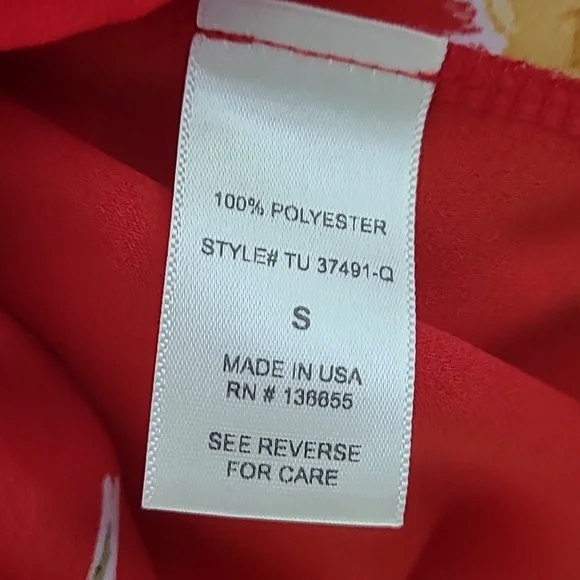 100% POLYESTER
STYLE# TU 37491-Q
S
MADE IN USA
RN # 136655
SEE REVERSE
FOR CARE